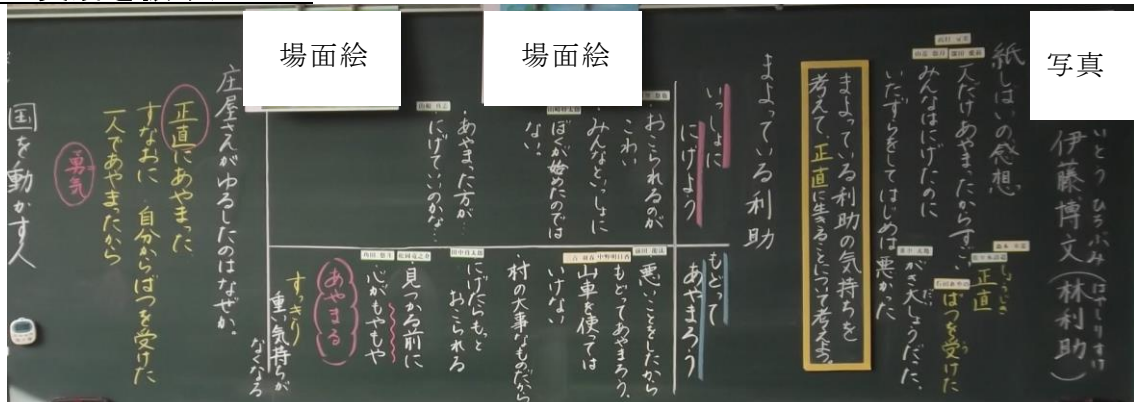 写真
いとう ひろぶみ はやしりすけ
伊藤博文(林利助)
紙しばいの感想
一人だけあやまったからすごい
みんなはにげたのに
いたずらをしてはじめは悪かった
が大しょうだった
しょうじき
正直
ばつを受けた
まよっている利助の気持ちを
考えて、正直に生きることについて考えよう。
まよっている利助
いっしょに
にげよう
・おこられるのが
こわい
・みんなといっしょに
・ぼくが始めたのでは
ない。
・あやまった方が…
・にげていいのかな…
もどって
あやまろう
・悪いことをしたから
もどってあやまろう。
・山車を使っては
いけない
・村の大事なものだから
・にげたらもっと
おこられる
・見つかる前に
・心がもやもや
あやまる
すっきり
重い気持ちが
なくなる
場面絵
場面絵
庄屋さんがゆるしたのはなぜか。
正直にあやまった
すなおに 自分からばつを受けた
一人であやまったから
勇気
国を動かす人